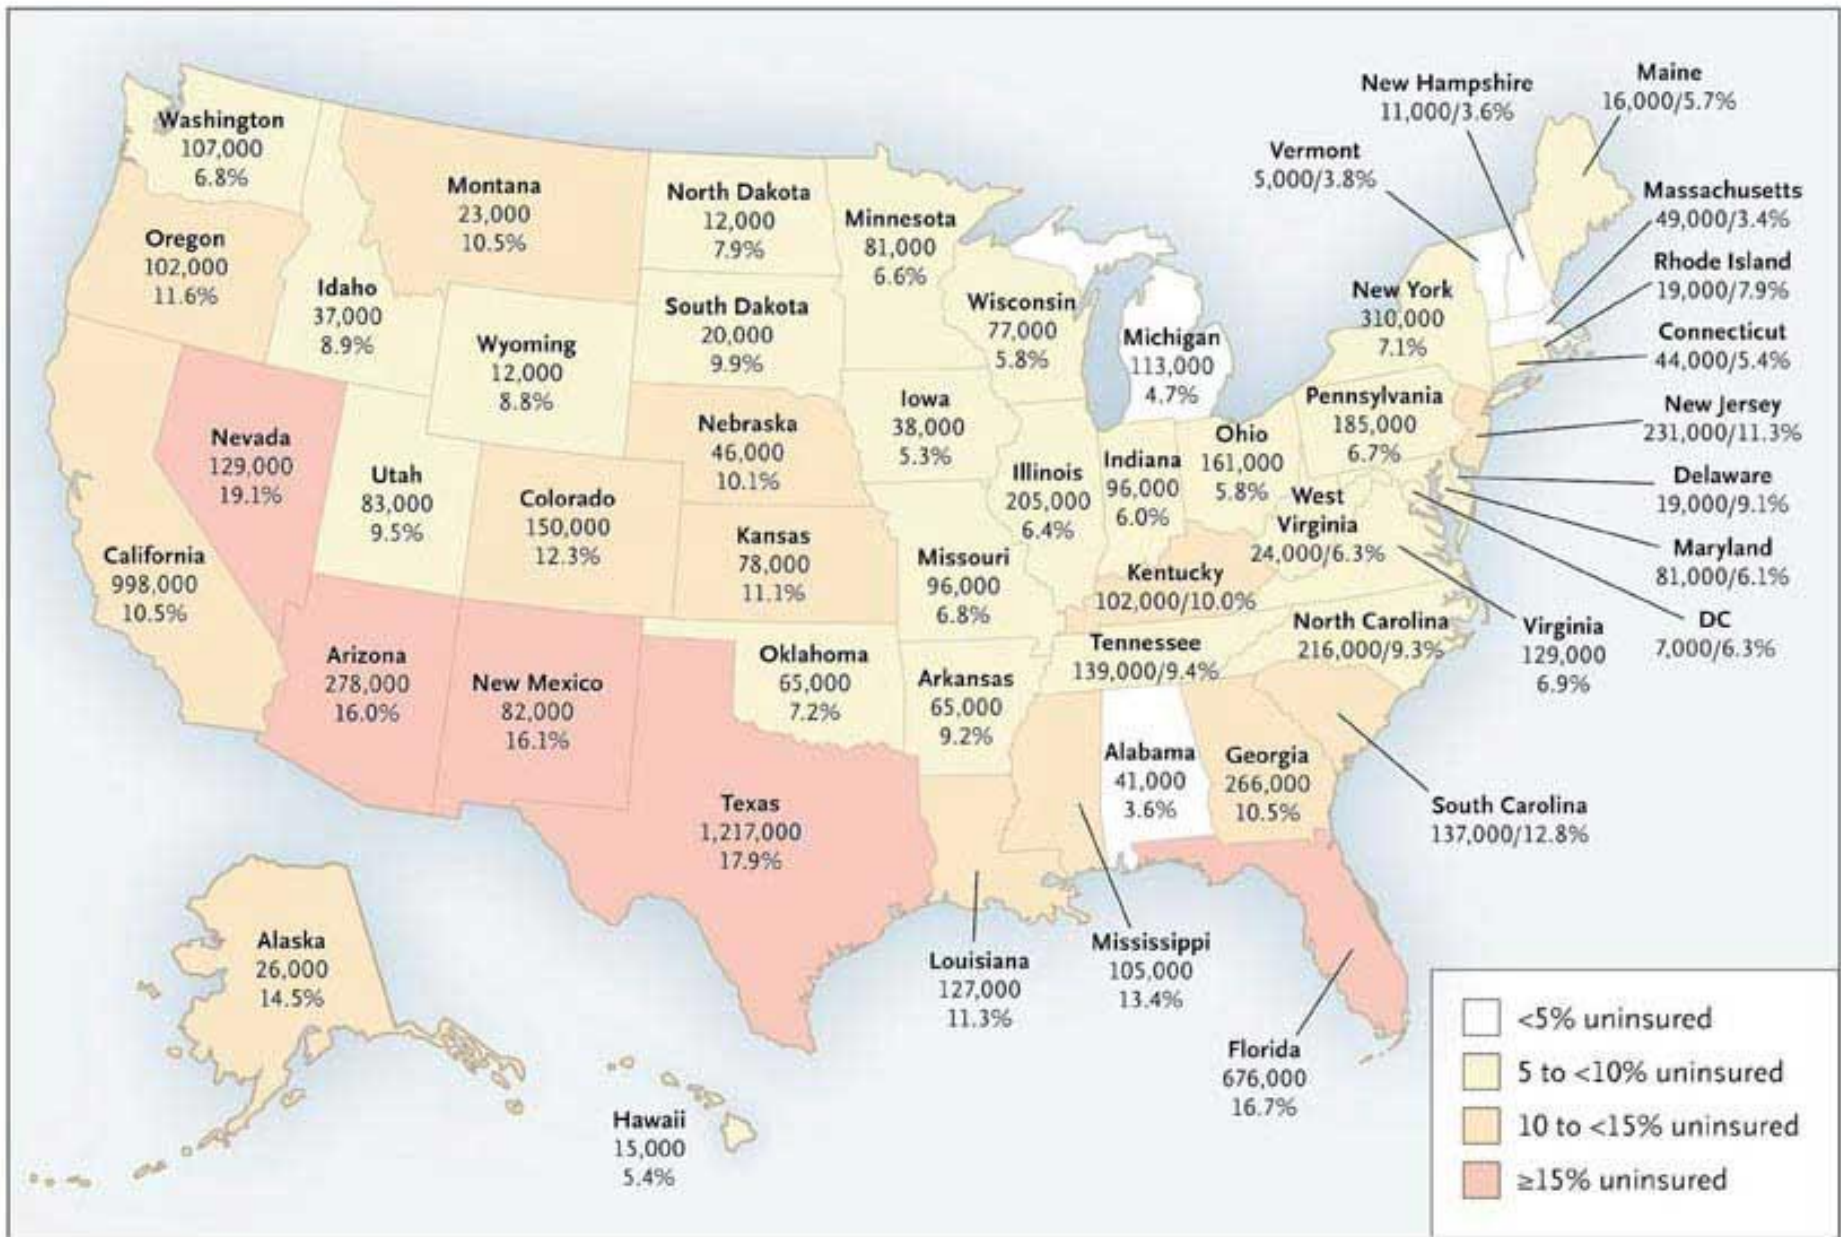 Washington
107,000
6.8%
Oregon
102,000
11.6%
California
998,000
10.5%
Nevada
129,000
19.1%
Idaho
37,000
8.9%
Montana
23,000
10.5%
Wyoming
12,000
8.8%
Utah
83,000
9.5%
Colorado
150,000
12.3%
Arizona
278,000
16.0%
New Mexico
82,000
16.1%
North Dakota
12,000
7.9%
South Dakota
20,000
9.9%
Nebraska
46,000
10.1%
Kansas
78,000
11.1%
Oklahoma
65,000
7.2%
Texas
1,217,000
17.9%
Minnesota
81,000
6.6%
Iowa
38,000
5.3%
Missouri
96,000
6.8%
Arkansas
65,000
9.2%
Louisiana
127,000
11.3%
Wisconsin
77,000
5.8%
Illinois
205,000
6.4%
Michigan
113,000
4.7%
Indiana
96,000
6.0%
Ohio
161,000
5.8%
Kentucky
102,000/10.0%
Tennessee
139,000/9.4%
Mississippi
105,000
13.4%
Alabama
41,000
3.6%
Georgia
266,000
10.5%
Florida
676,000
16.7%
South Carolina
137,000/12.8%
North Carolina
216,000/9.3%
West
Virginia
24,000/6.3%
Virginia
129,000
6.9%
Pennsylvania
185,000
6.7%
New York
310,000
7.1%
Vermont
5,000/3.8%
New Hampshire
11,000/3.6%
Maine
16,000/5.7%
Massachusetts
49,000/3.4%
Rhode Island
19,000/7.9%
Connecticut
44,000/5.4%
New Jersey
231,000/11.3%
Delaware
19,000/9.1%
Maryland
81,000/6.1%
DC
7,000/6.3%
Alaska
26,000
14.5%
Hawaii
15,000
5.4%
<5% uninsured
5 to <10% uninsured
10 to <15% uninsured
≥15% uninsured